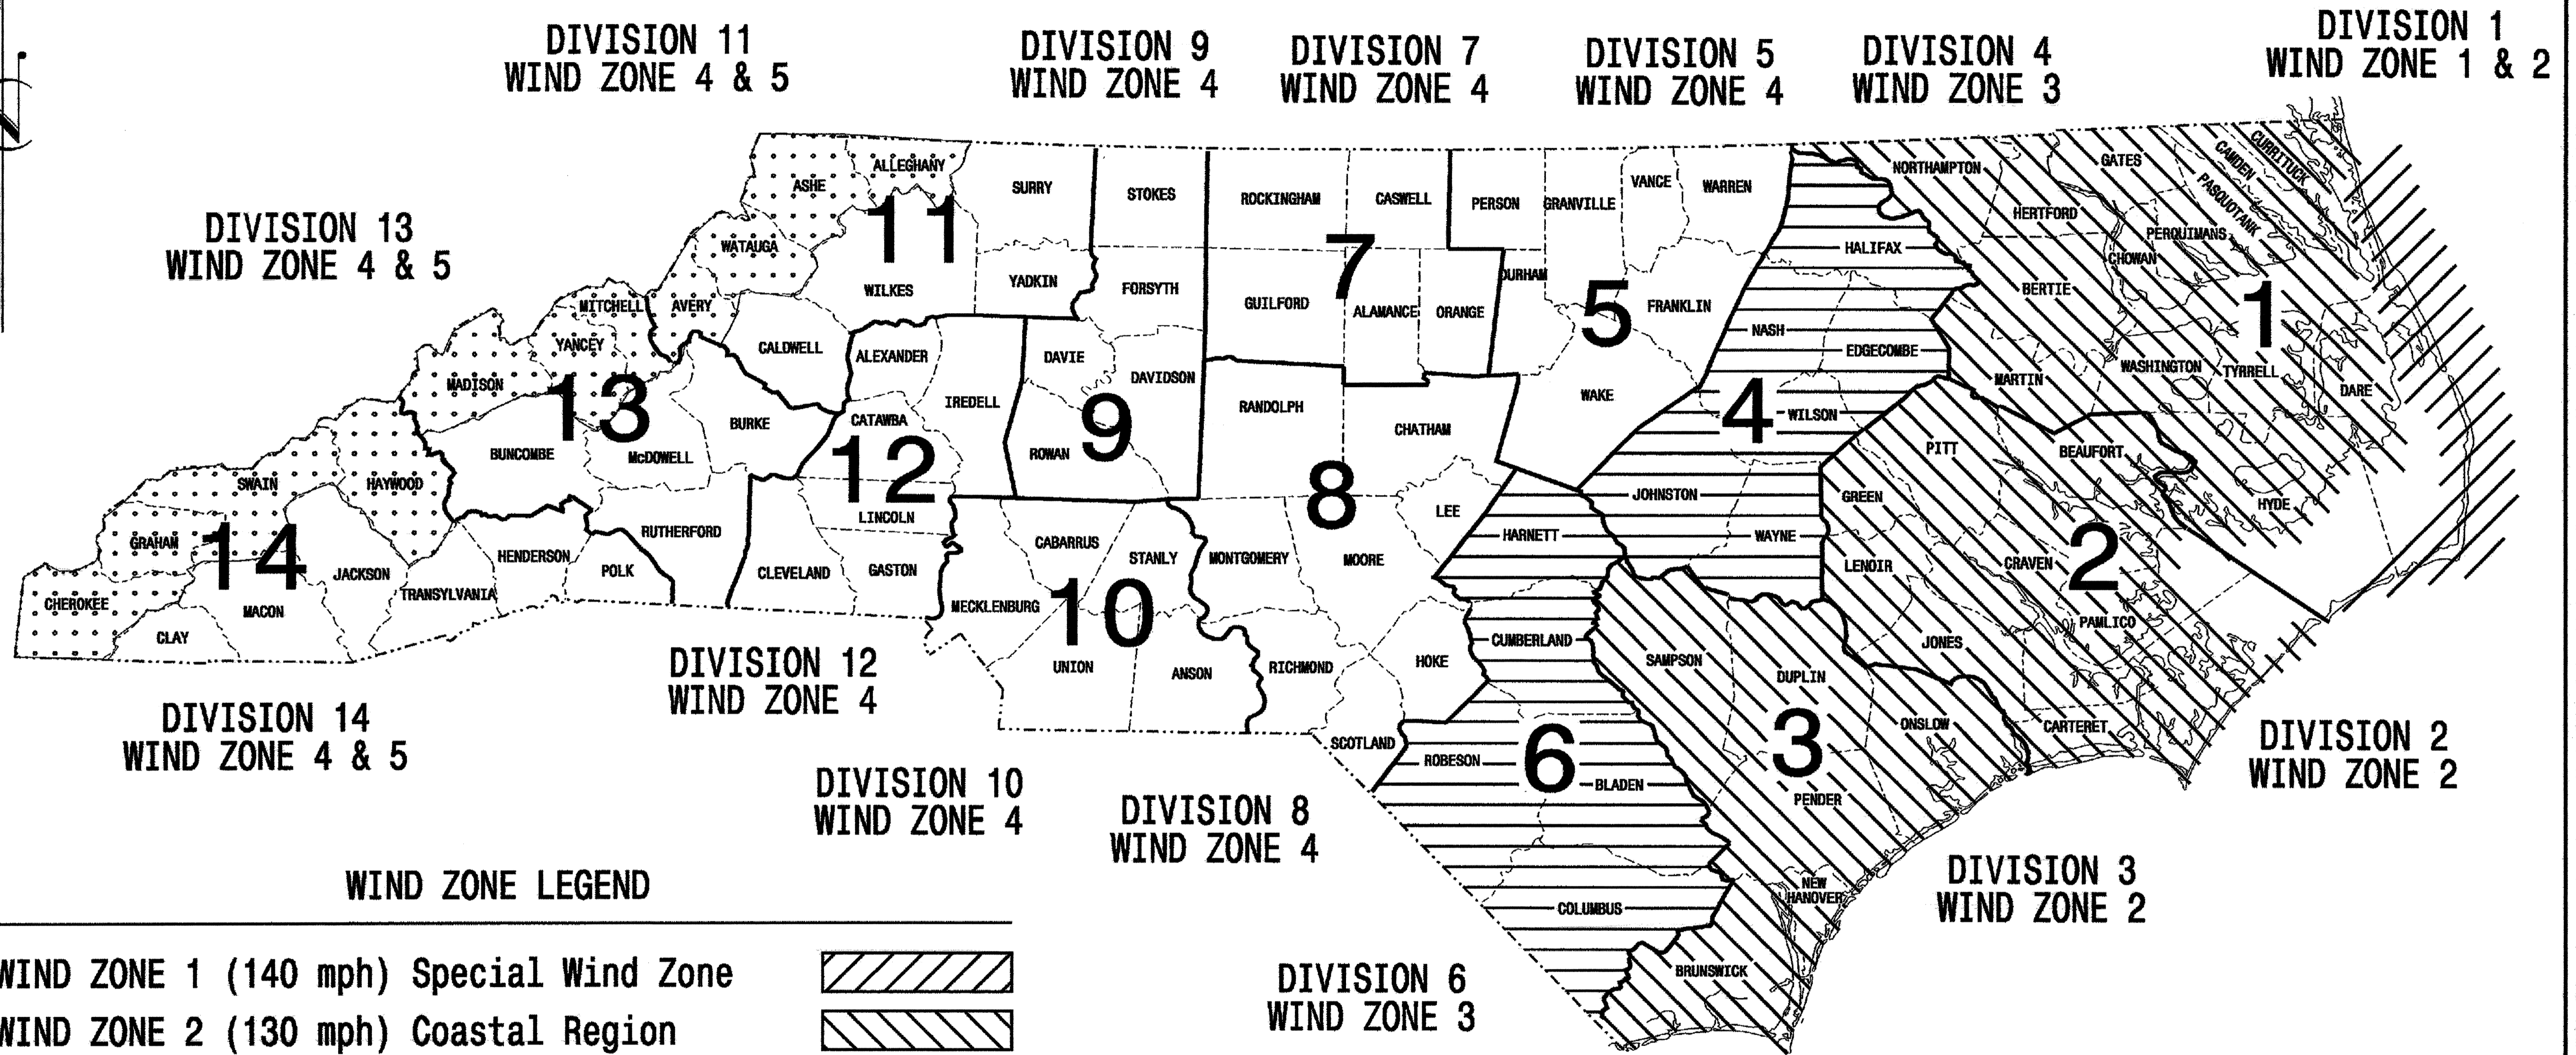 DIVISION 11
WIND ZONE 4 & 5
DIVISION 9
WIND ZONE 4
DIVISION 7
WIND ZONE 4
DIVISION 5
WIND ZONE 4
DIVISION 4
WIND ZONE 3
DIVISION 1
WIND ZONE 1 & 2
DIVISION 13
WIND ZONE 4 & 5
ALLEGHANY
ASHE
SURRY
STOKES
ROCKINGHAM
CASWELL
PERSON
GRANVILLE
VANCE
WARREN
NORTHAMPTON
GATES
CAMDEN
CURRITUCK
PASQUOTANK
HERTFORD
PERQUIMANS
CHOWAN
HALIFAX
BERTIE
WATAUGA
11
WILKES
YADKIN
FORSYTH
7
GUILFORD
ALAMANCE
ORANGE
DURHAM
5
FRANKLIN
NASH
EDGECOMBE
1
MARTIN
WASHINGTON
TYRRELL
DARE
MITCHELL
AVERY
YANCEY
MADISON
13
CALDWELL
ALEXANDER
DAVIE
DAVIDSON
IREDELL
9
ROWAN
RANDOLPH
CHATHAM
WAKE
4
WILSON
PITT
BEAUFORT
HYDE
BUNCOMBE
McDOWELL
BURKE
CATAWBA
12
LINCOLN
SWAIN
HAYWOOD
8
LEE
JOHNSTON
GREEN
HARNETT
WAYNE
GRAHAM
14
JACKSON
CHEROKEE
MACON
CLAY
TRANSYLVANIA
HENDERSON
POLK
RUTHERFORD
CLEVELAND
GASTON
CABARRUS
STANLY
MONTGOMERY
MOORE
MECKLENBURG
10
UNION
ANSON
RICHMOND
HOKE
SCOTLAND
LENOIR
CRAVEN
2
PAMLICO
JONES
CUMBERLAND
SAMPSON
DUPLIN
3
ONSLOW
CARTERET
ROBESON
6
BLADEN
PENDER
NEW
HANOVER
COLUMBUS
BRUNSWICK
DIVISION 12
WIND ZONE 4
DIVISION 14
WIND ZONE 4 & 5
DIVISION 10
WIND ZONE 4
DIVISION 8
WIND ZONE 4
DIVISION 2
WIND ZONE 2
DIVISION 3
WIND ZONE 2
DIVISION 6
WIND ZONE 3
WIND ZONE LEGEND
WIND ZONE 1 (140 mph) Special Wind Zone
WIND ZONE 2 (130 mph) Coastal Region